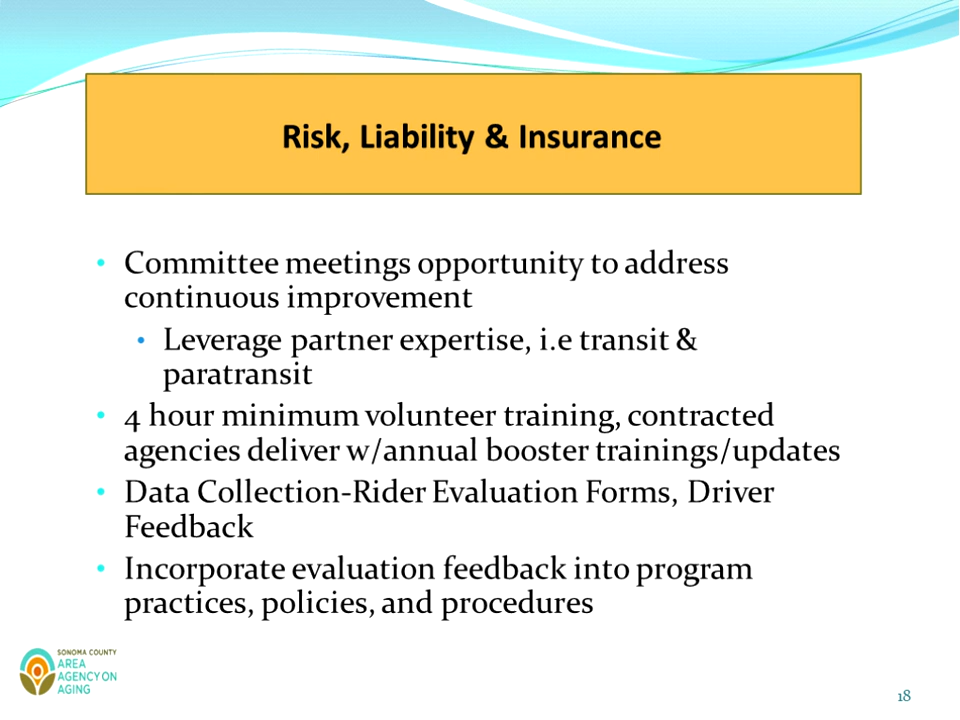 Risk, Liability & Insurance
• Committee meetings opportunity to address
continuous improvement
• Leverage partner expertise, i.e transit &
paratransit
• 4 hour minimum volunteer training, contracted
agencies deliver w/annual booster trainings/updates
• Data Collection-Rider Evaluation Forms, Driver
Feedback
• Incorporate evaluation feedback into program
practices, policies, and procedures
SONOMA COUNTY
AREA
AGENCY ON
AGING
18